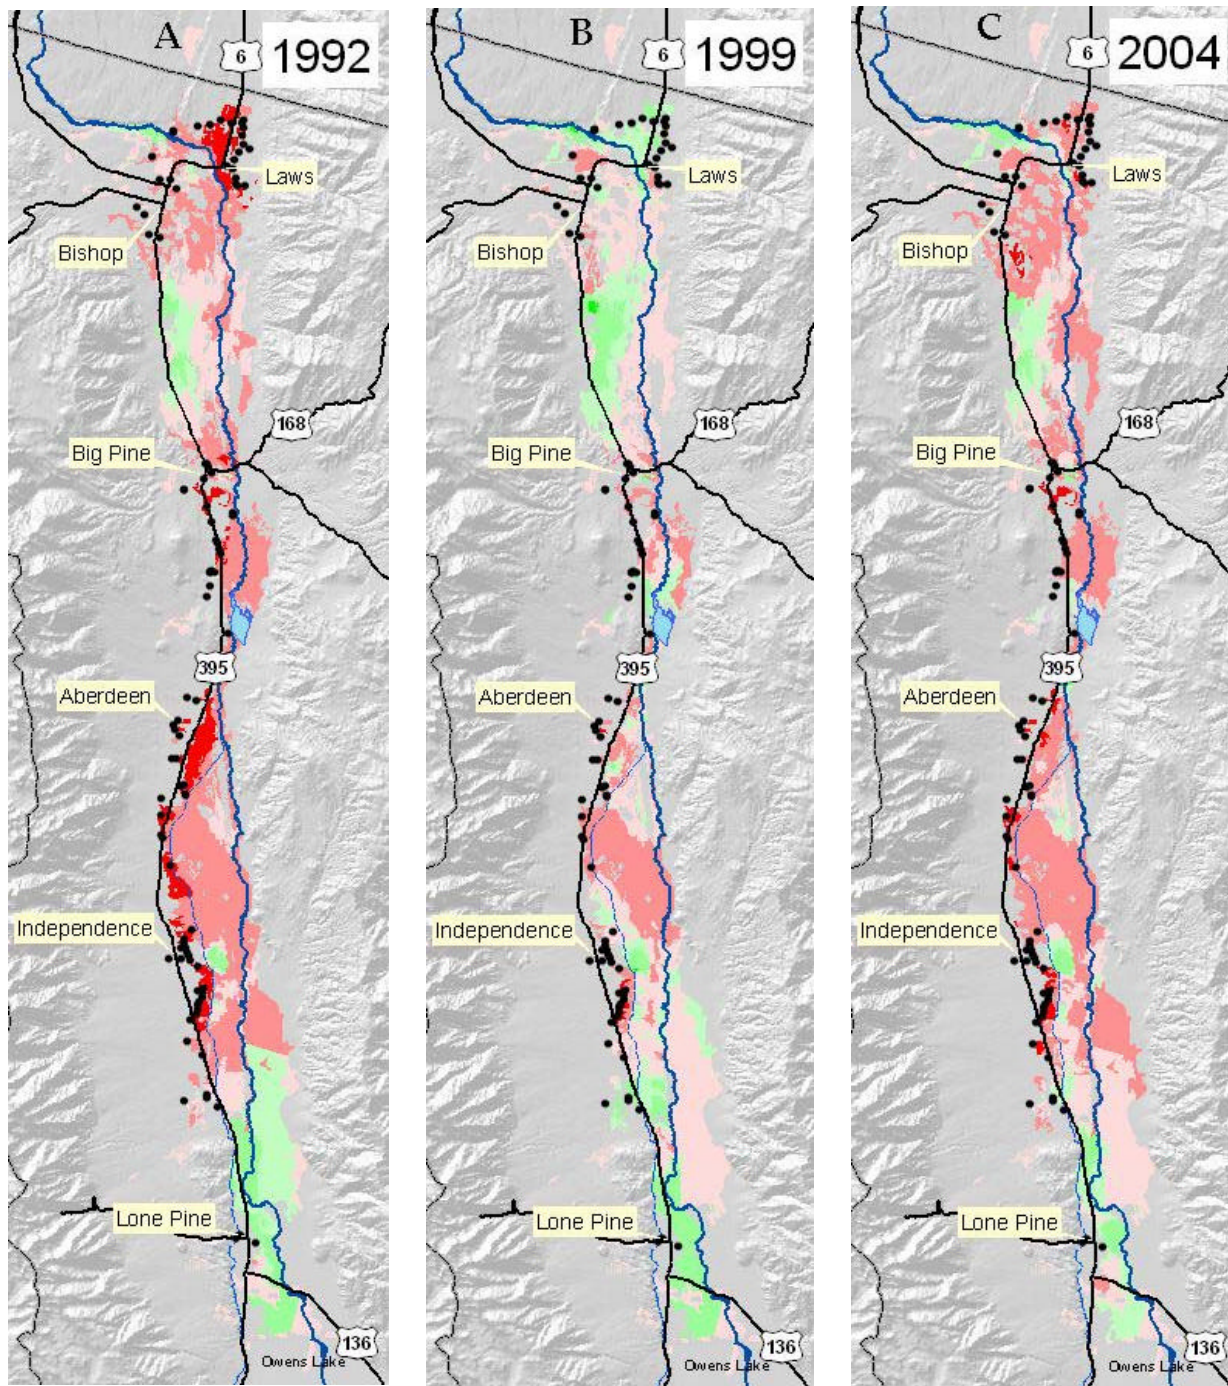 A
6
1992
Laws
Bishop
168
Big Pine
395
Aberdeen
Independence
Lone Pine
136
Owens Lake
B
6
1999
Laws
Bishop
168
Big Pine
395
Aberdeen
Independence
Lone Pine
136
Owens Lake
C
6
2004
Laws
Bishop
168
Big Pine
395
Aberdeen
Independence
Lone Pine
136
Owens Lake